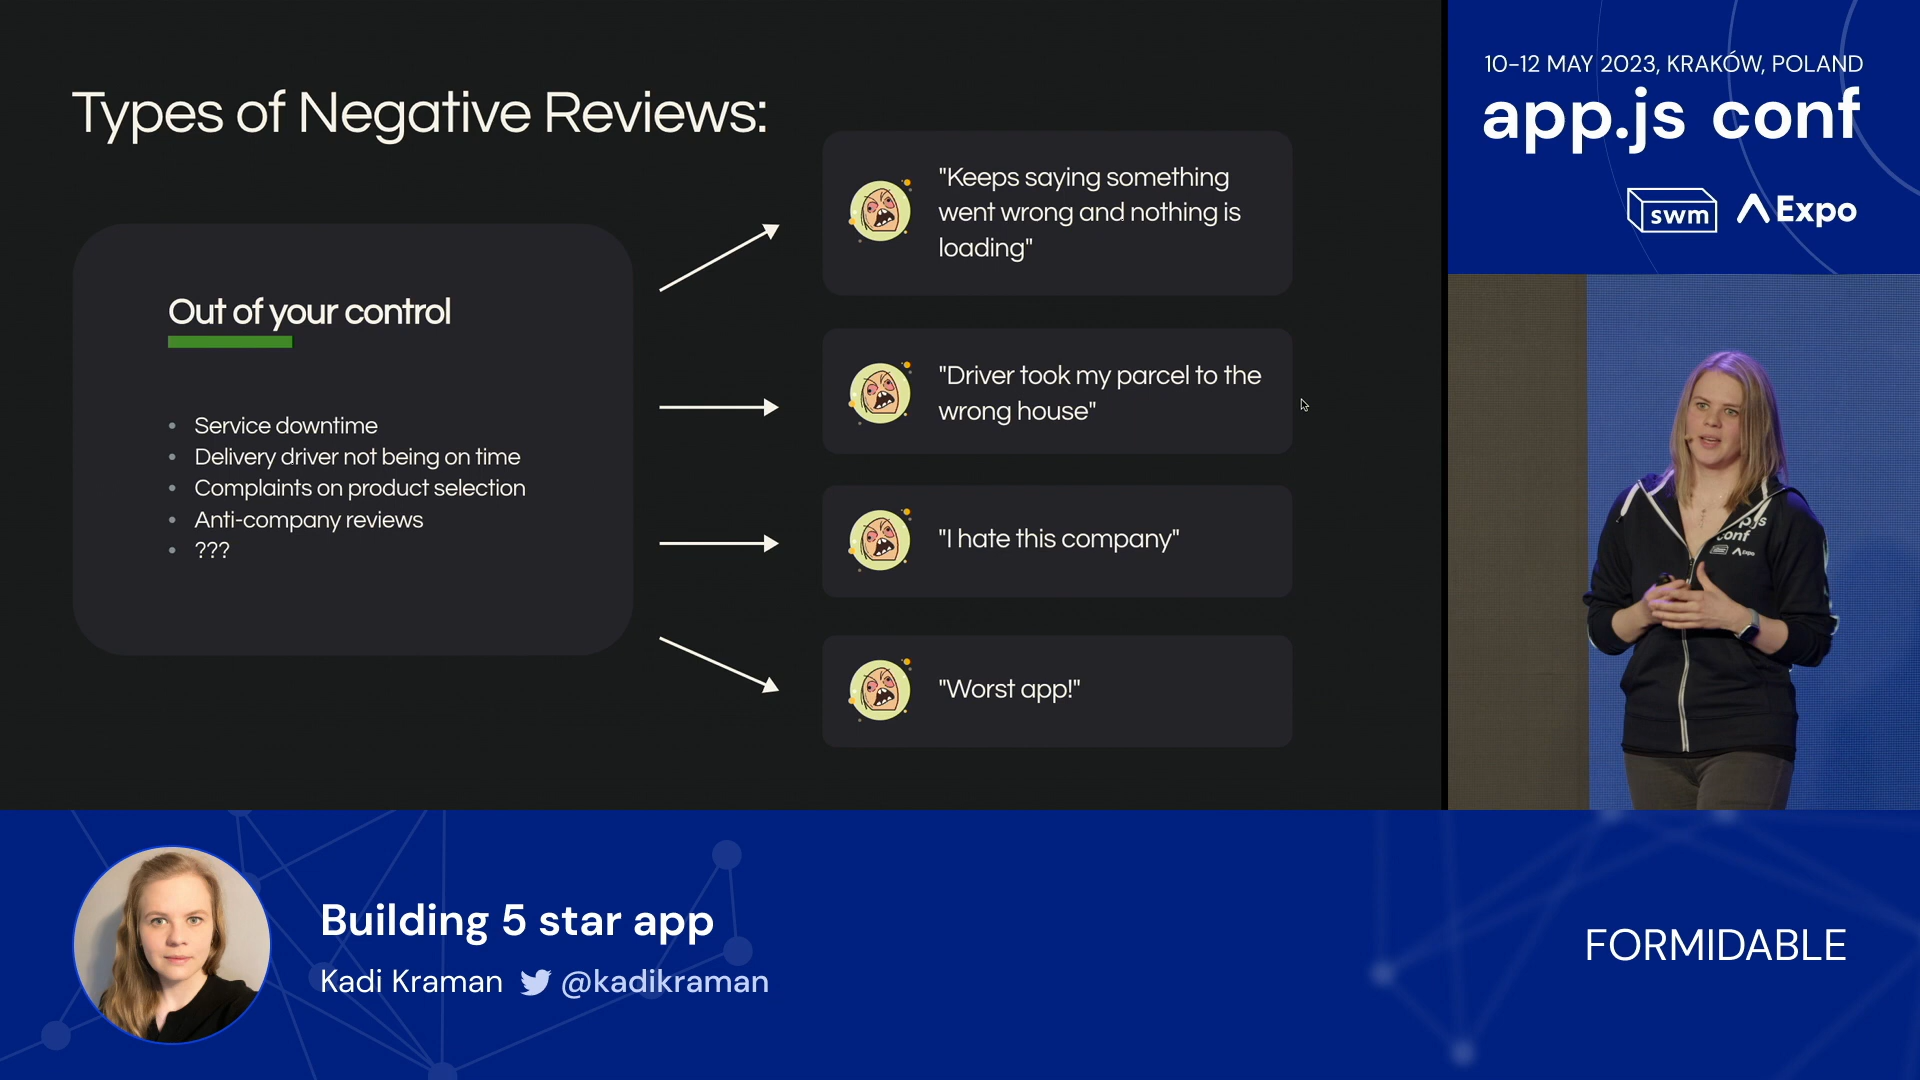 Types of Negative Reviews:
Out of your control
• Service downtime
• Delivery driver not being on time
• Complaints on product selection
• Anti-company reviews
• ???
"Keeps saying something
went wrong and nothing is
loading"
"Driver took my parcel to the
wrong house"
"I hate this company"
"Worst app!"
10-12 MAY 2023, KRAKÓW, POLAND
app.js conf
swm Expo
p.js
conf
Expo
Building 5 star app
Kadi Kraman @kadikraman
FORMIDABLE